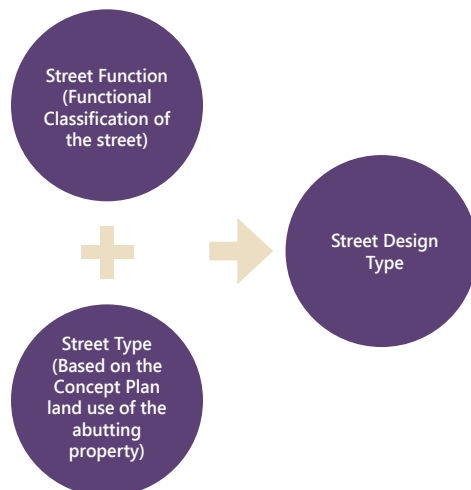 Street Function
(Functional
Classification of
the street)
Street Type
(Based on the
Concept Plan
land use of the
abutting
property)
Street Design
Type